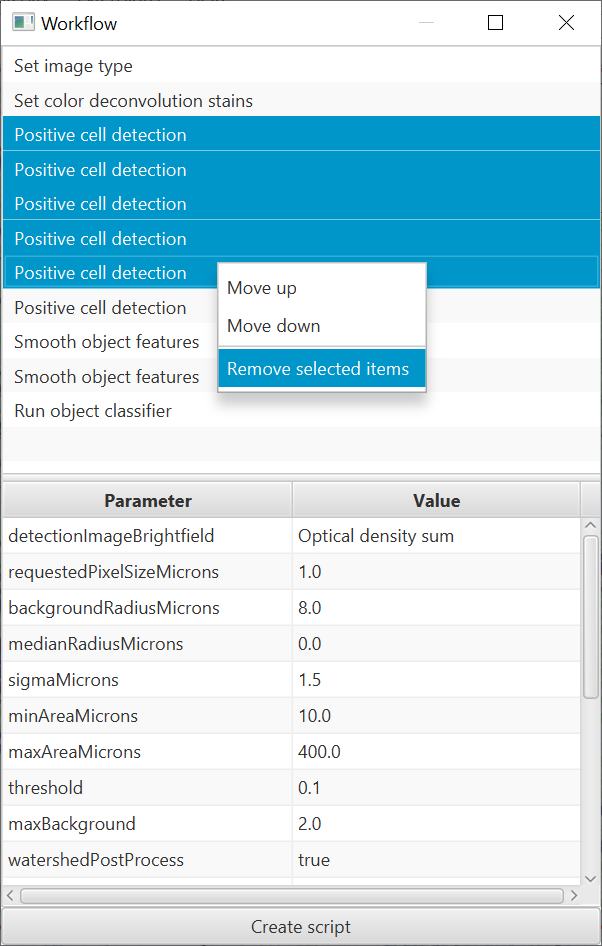 Workflow
Set image type
Set color deconvolution stains
Positive cell detection
Positive cell detection
Positive cell detection
Positive cell detection
Positive cell detection
Move up
Positive cell detection
Move down
Smooth object features
Remove selected items
Smooth object features
Run object classifier
Parameter Value
detectionImageBrightfield Optical density sum
requestedPixelSizeMicrons 1.0
backgroundRadiusMicrons 8.0
medianRadiusMicrons 0.0
sigmaMicrons 1.5
minAreaMicrons 10.0
maxAreaMicrons 400.0
threshold 0.1
maxBackground 2.0
watershedPostProcess true
Create script